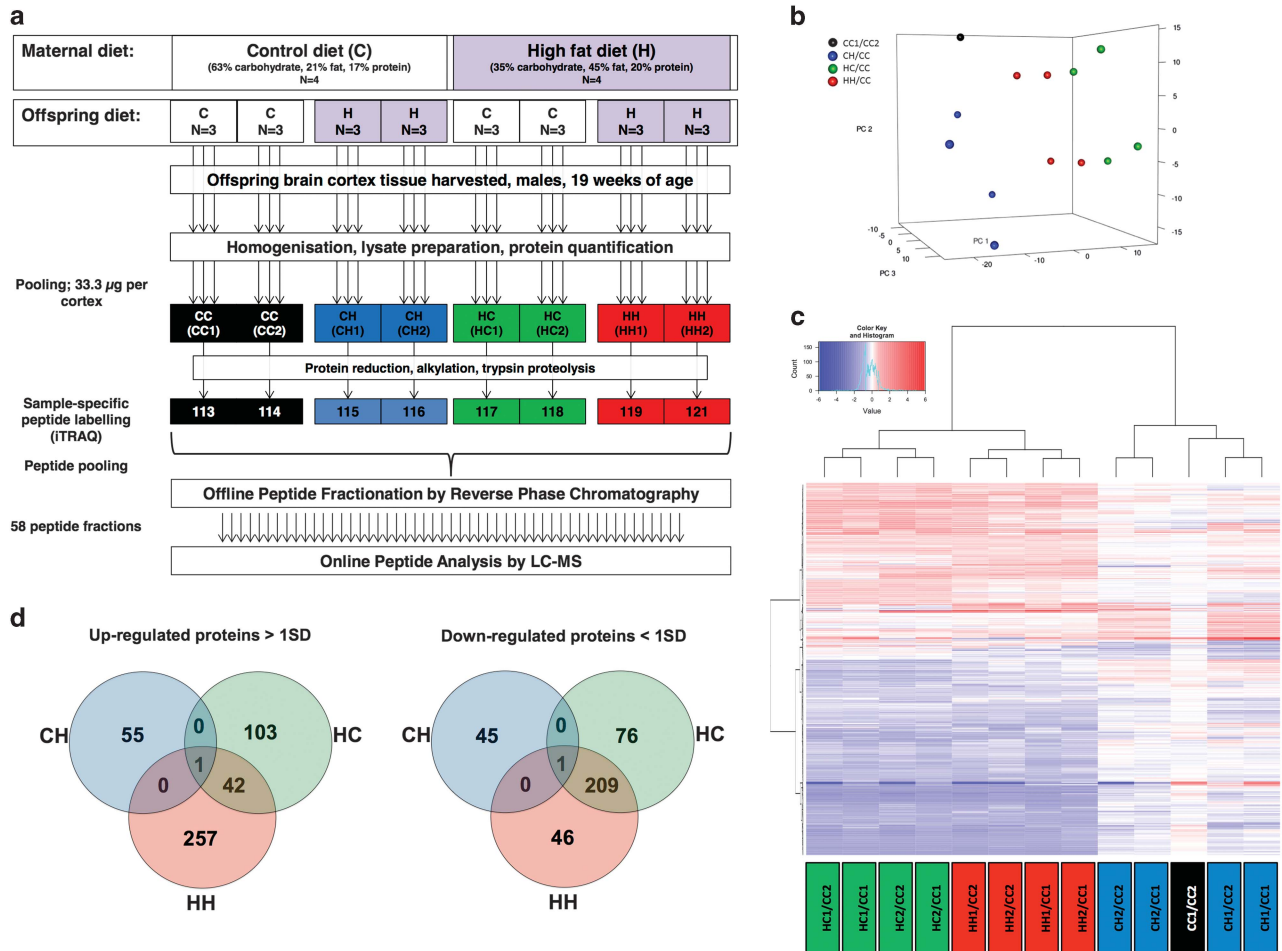 a
Maternal diet:
Control diet (C)
(63% carbohydrate, 21% fat, 17% protein)
N=4
High fat diet (H)
(35% carbohydrate, 45% fat, 20% protein)
N=4
Offspring diet:
C C H H C C H H
N=3 N=3 N=3 N=3 N=3 N=3 N=3 N=3
Offspring brain cortex tissue harvested, males, 19 weeks of age
Homogenisation, lysate preparation, protein quantification
Pooling; 33.3 µg per
cortex
CC CC CH CH HC HC HH HH
(CC1) (CC2) (CH1) (CH2) (HC1) (HC2) (HH1) (HH2)
Protein reduction, alkylation, trypsin proteolysis
Sample-specific
peptide labelling
(iTRAQ)
113 114 115 116 117 118 119 121
Peptide pooling
Offline Peptide Fractionation by Reverse Phase Chromatography
58 peptide fractions
Online Peptide Analysis by LC-MS
b
CC1/CC2
CH/CC
HC/CC
HH/CC
PC 2
15
10
5
0
-5
-10
-15
-10
-5
0
5
10
PC 3
PC 1
-20 -10 0 10
c
Color Key
and Histogram
Count
150
100
50
0
-6 -4 -2 0 2 4 6
Value
HC1/CC2
HC1/CC1
HC2/CC2
HC2/CC1
HH1/CC2
HH2/CC2
HH1/CC1
HH2/CC1
CH2/CC2
CH2/CC1
CC1/CC2
CH1/CC2
CH1/CC1
d
Up-regulated proteins > 1SD
CH
HC
HH
55
0
103
1
0
42
257
Down-regulated proteins < 1SD
CH
HC
HH
45
0
76
1
0
209
46